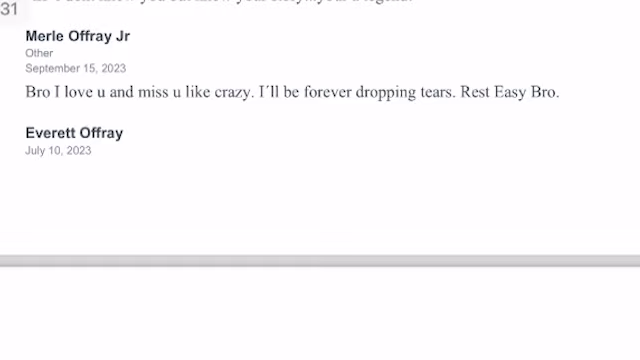 31
Merle Offray Jr
Other
September 15, 2023
Bro I love u and miss u like crazy. I´ll be forever dropping tears. Rest Easy Bro.
Everett Offray
July 10, 2023